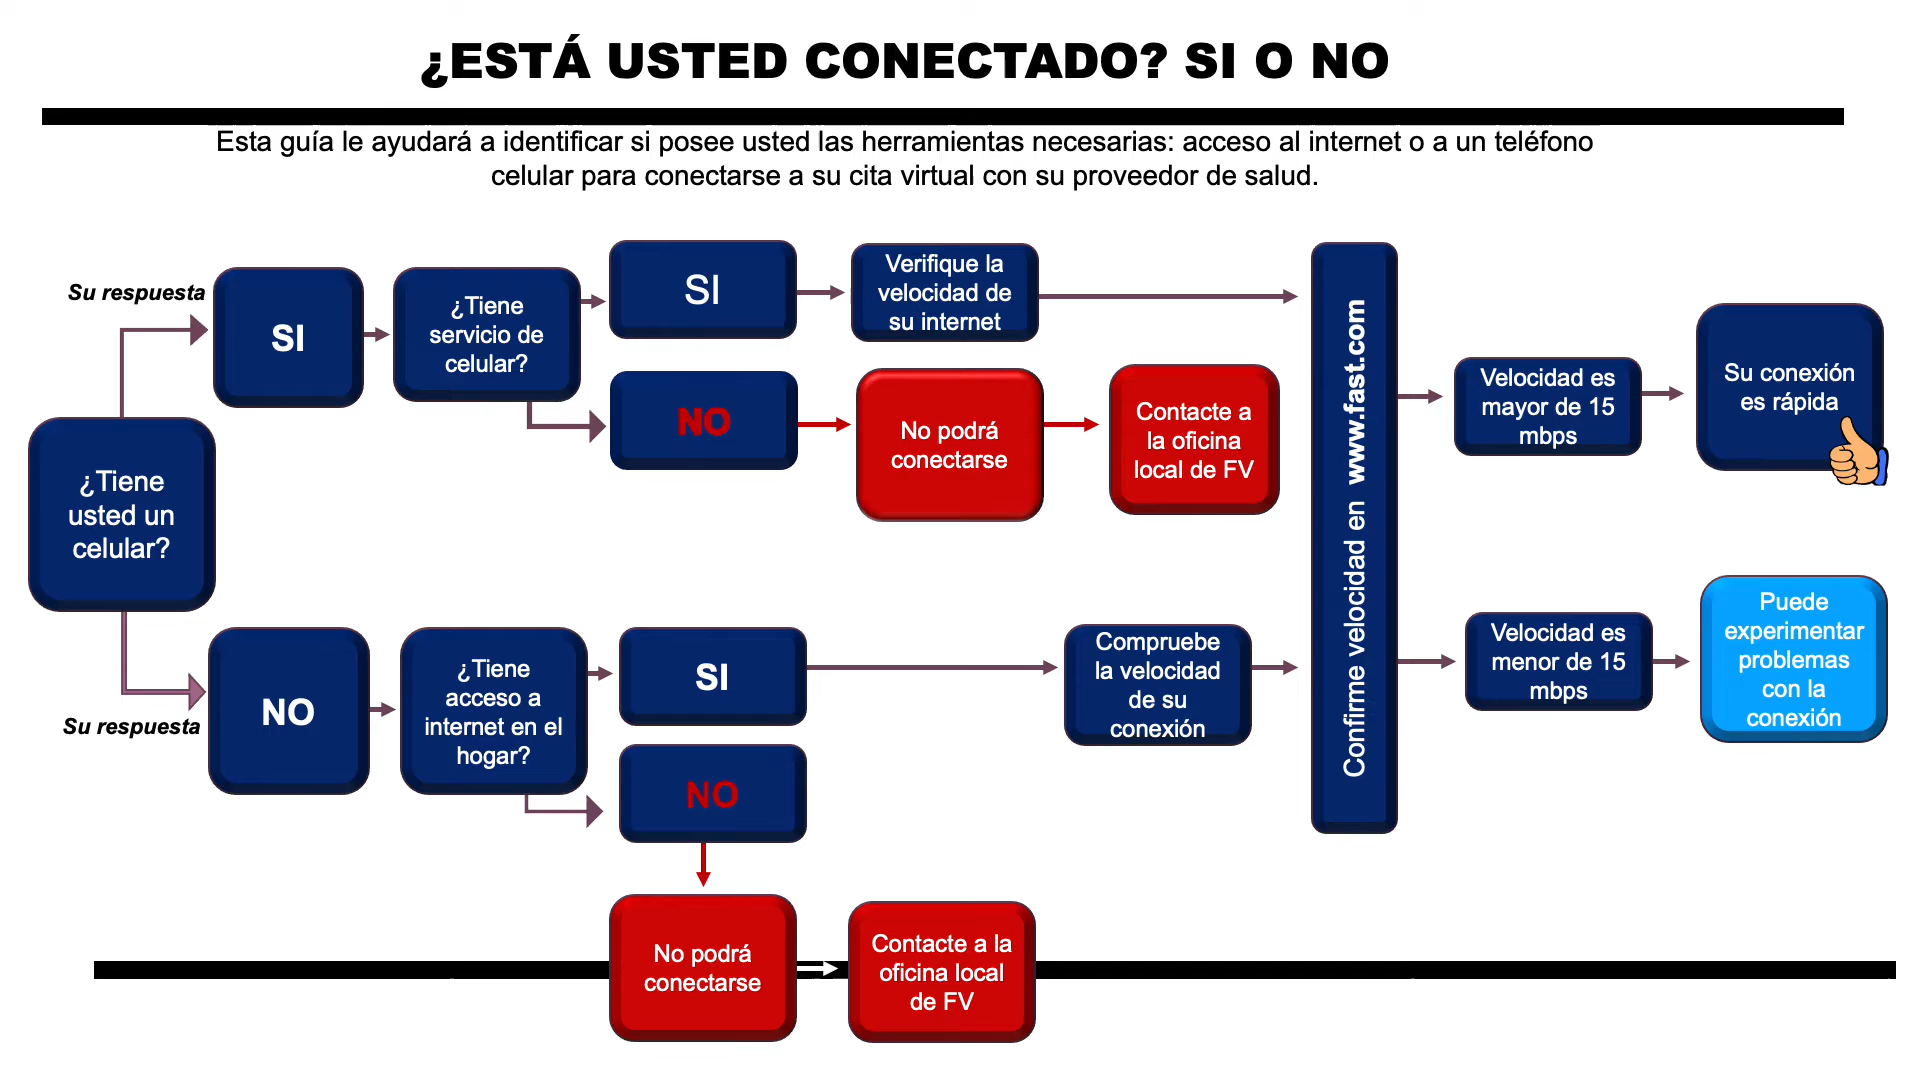 ¿ESTÁ USTED CONECTADO? SI O NO
Esta guía le ayudará a identificar si posee usted las herramientas necesarias: acceso al internet o a un teléfono
celular para conectarse a su cita virtual con su proveedor de salud.
¿Tiene
usted un
celular?
Su respuesta
SI
¿Tiene
servicio de
celular?
SI
Verifique la
velocidad de
su internet
NO
No podrá
conectarse
Contacte a
la oficina
local de FV
Su respuesta
NO
¿Tiene
acceso a
internet en el
hogar?
SI
Compruebe
la velocidad
de su
conexión
NO
No podrá
conectarse
Contacte a la
oficina local
de FV
Confirme velocidad en www.fast.com
Velocidad es
mayor de 15
mbps
Su conexión
es rápida
Velocidad es
menor de 15
mbps
Puede
experimentar
problemas
con la
conexión